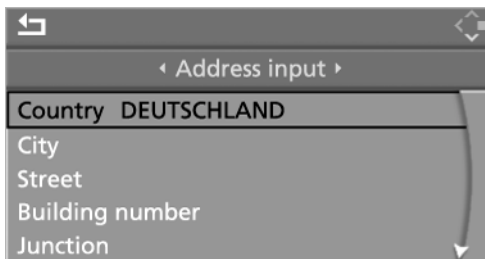 Address input
Country DEUTSCHLAND
City
Street
Building number
Junction